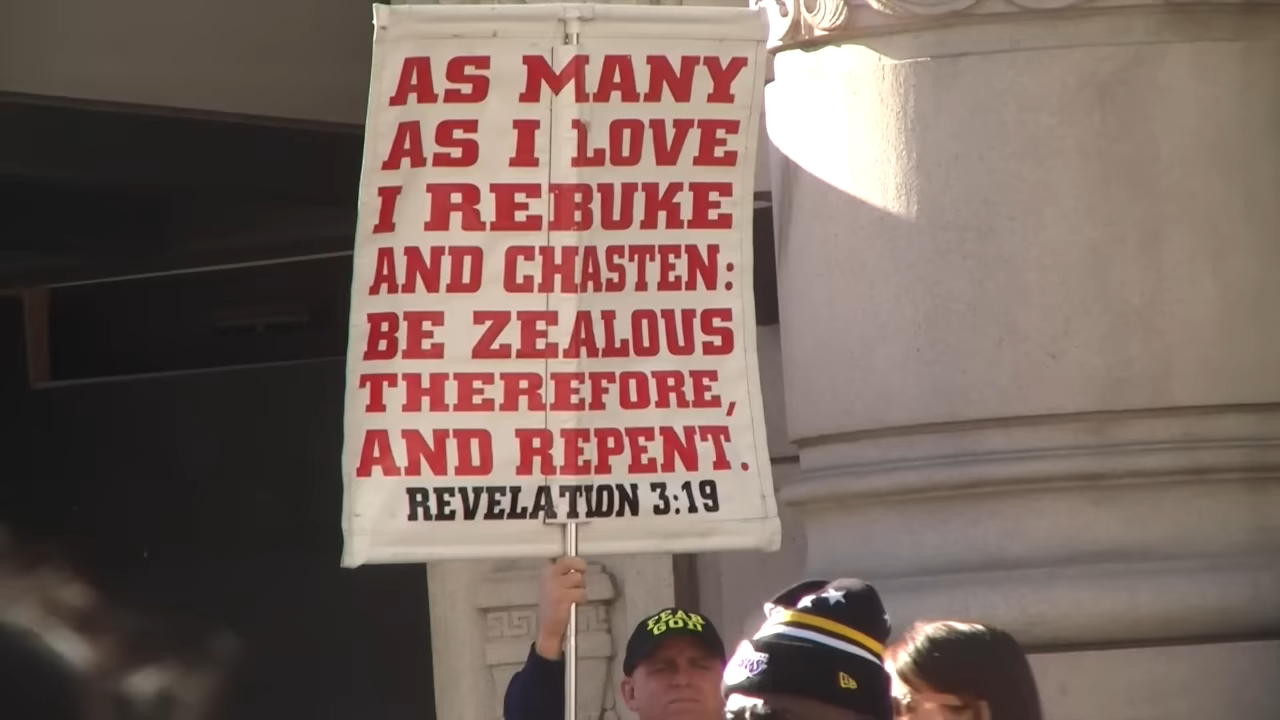 AS MANY
AS I LOVE
I REBUKE
AND CHASTEN:
BE ZEALOUS
THEREFORE,
AND REPENT.
REVELATION 3:19
FEAR
GOD